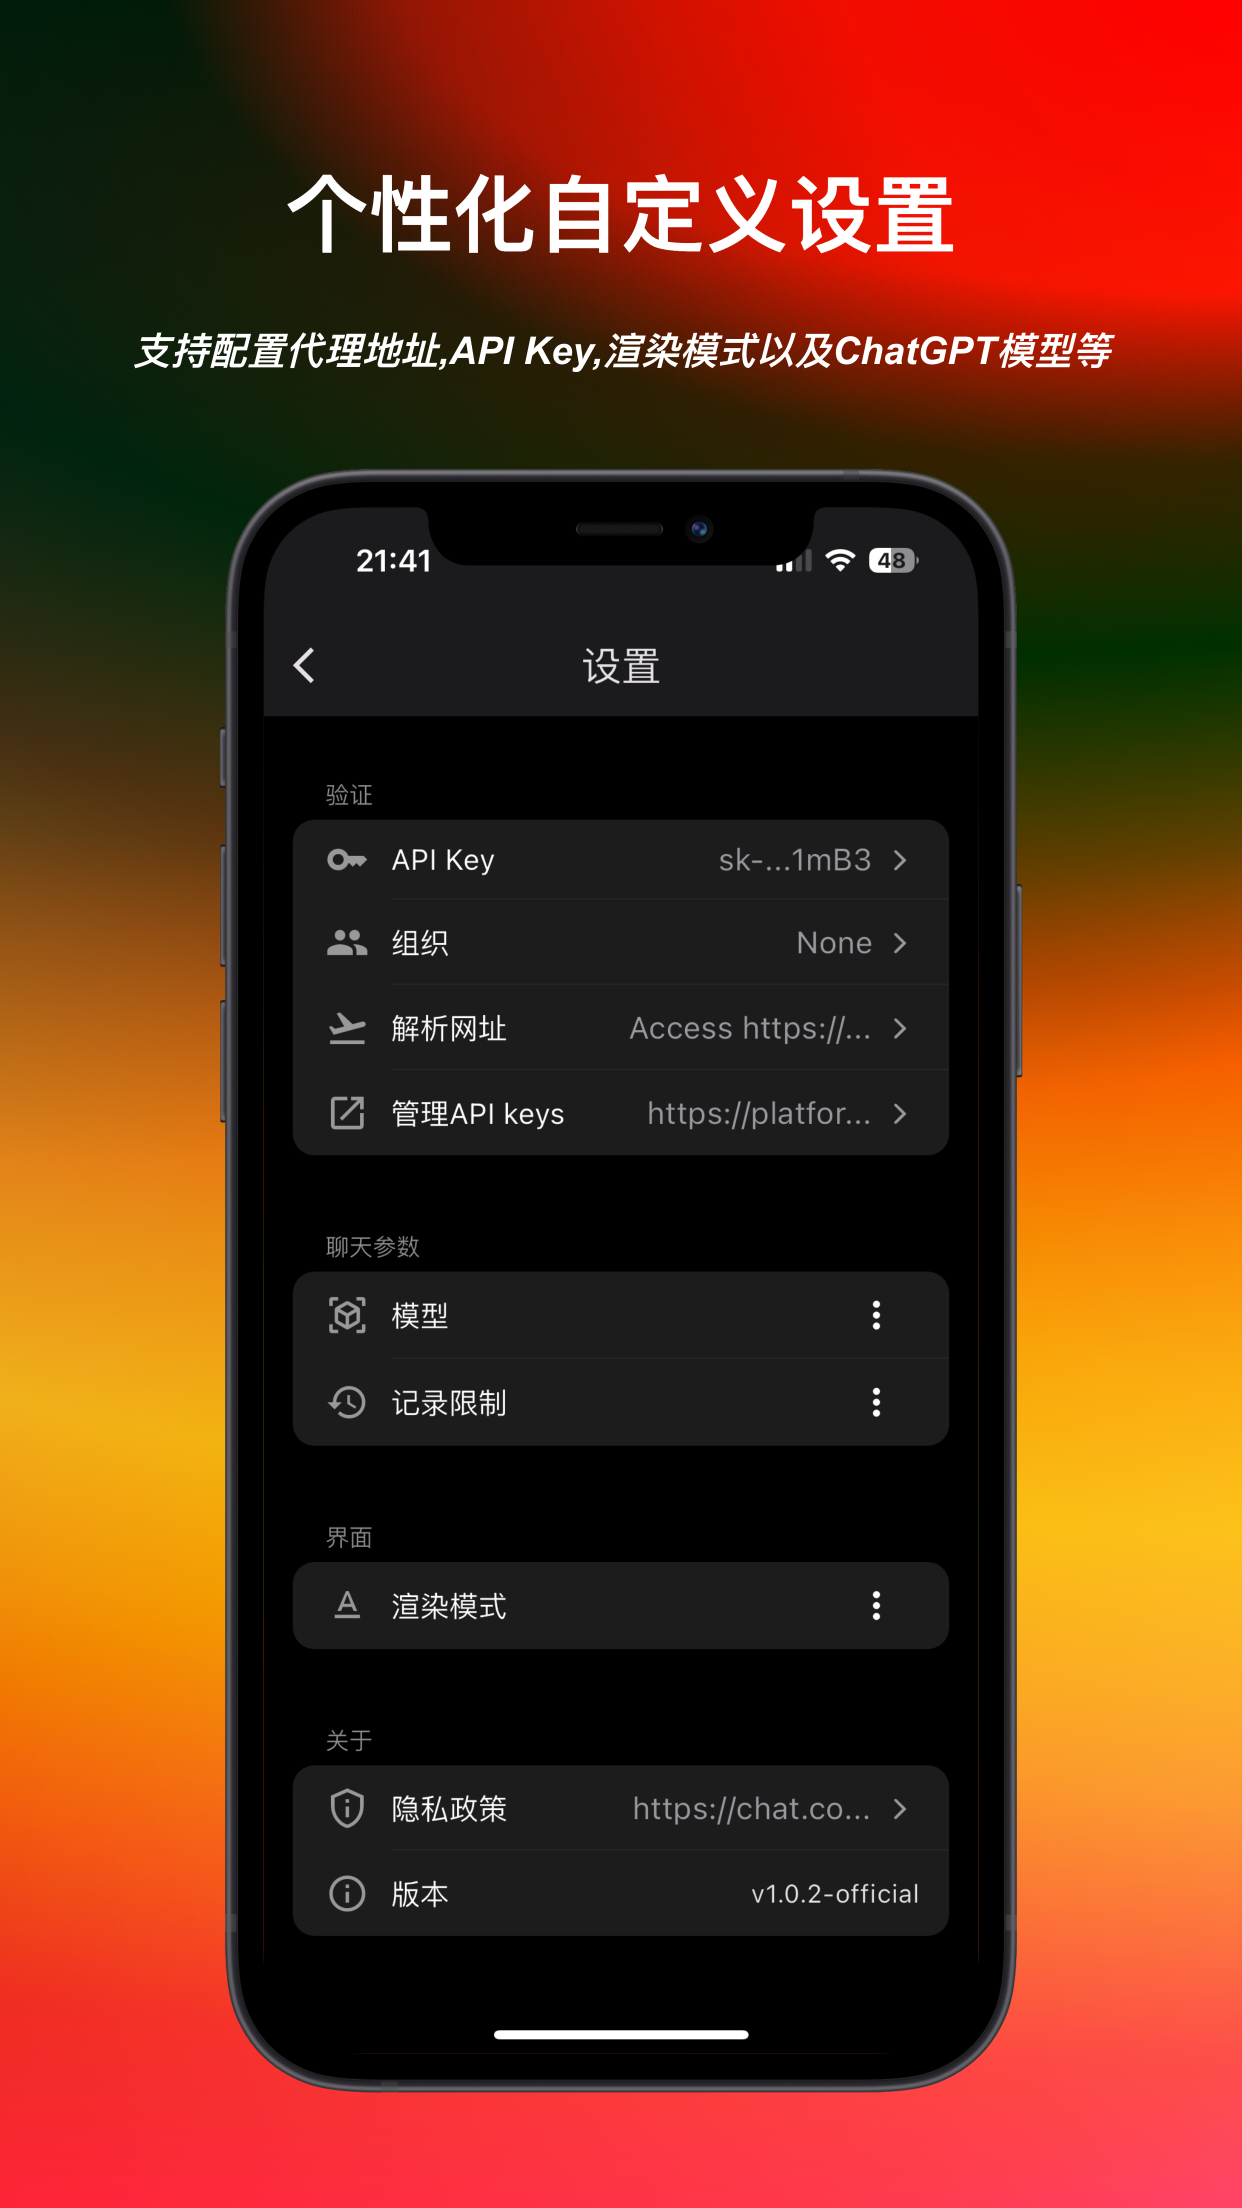 个性化自定义设置
支持配置代理地址,API Key,渲染模式以及ChatGPT模型等
21:41
48
设置
验证
API Key sk-...1mB3
组织 None
解析网址 Access https://...
管理API keys https://platfor...
聊天参数
模型
记录限制
界面
渲染模式
关于
隐私政策 https://chat.co...
版本 v1.0.2-official